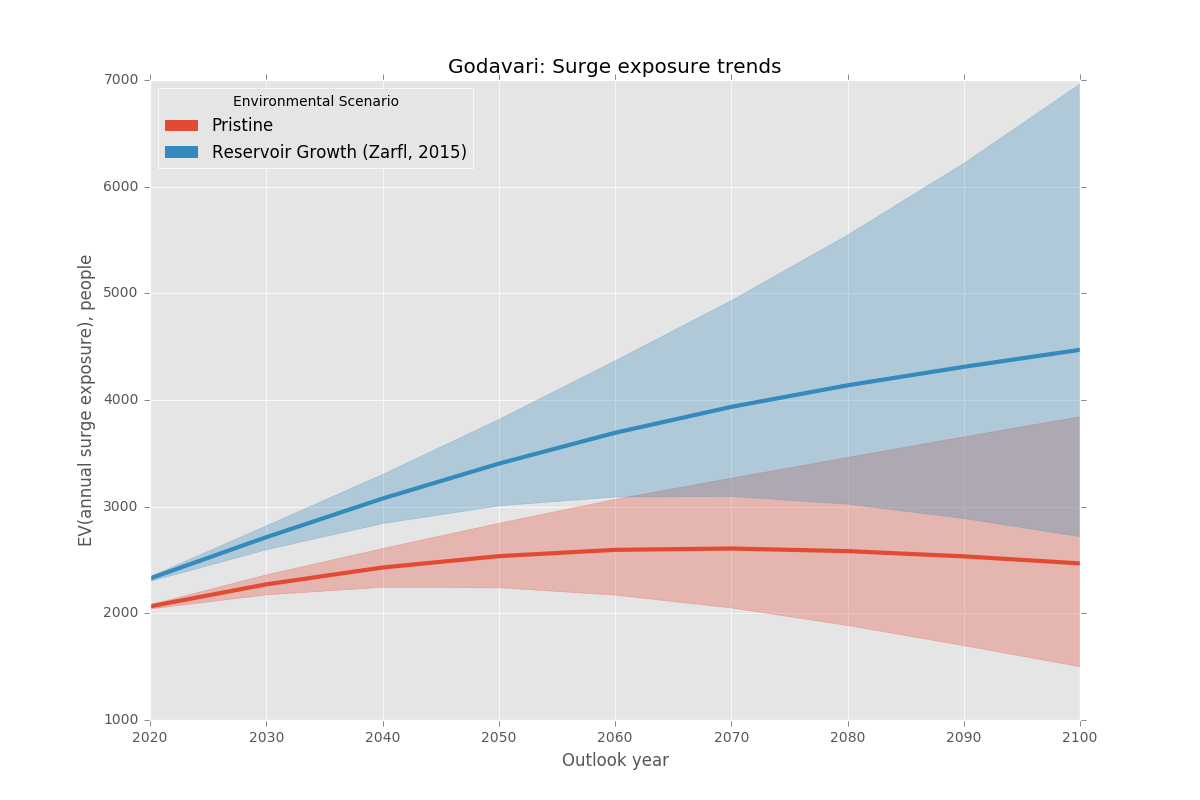 Godavari: Surge exposure trends
Environmental Scenario
Pristine
Reservoir Growth (Zarfl, 2015)
EV(annual surge exposure), people
7000
6000
5000
4000
3000
2000
1000
2020 2030 2040 2050 2060 2070 2080 2090 2100
Outlook year